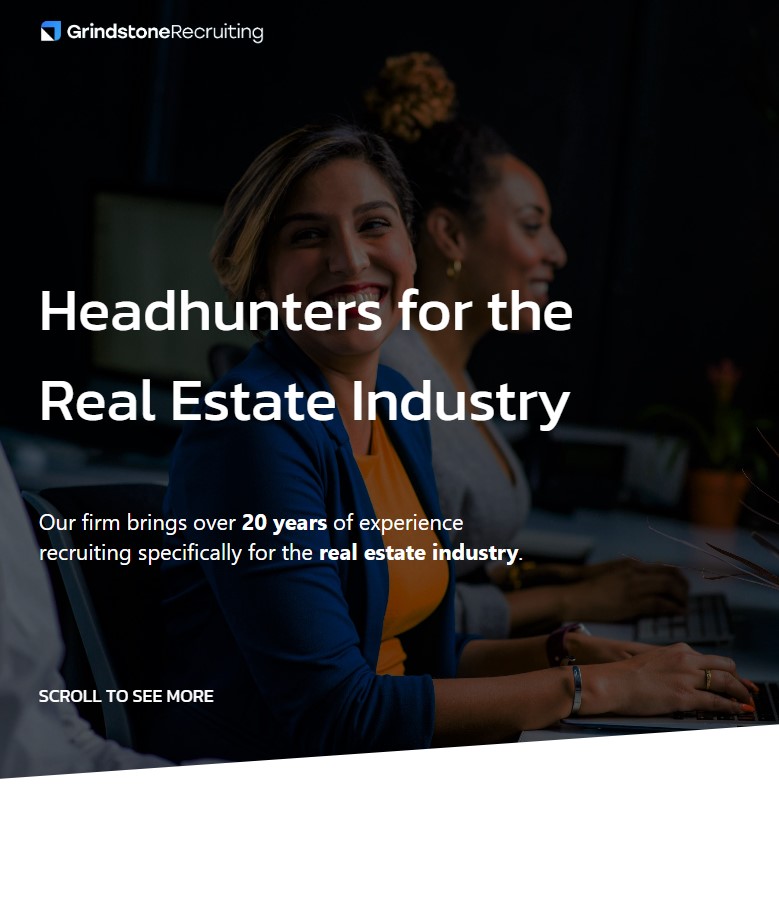 GrindstoneRecruiting
Headhunters for the
Real Estate Industry
Our firm brings over 20 years of experience
recruiting specifically for the real estate industry.
SCROLL TO SEE MORE